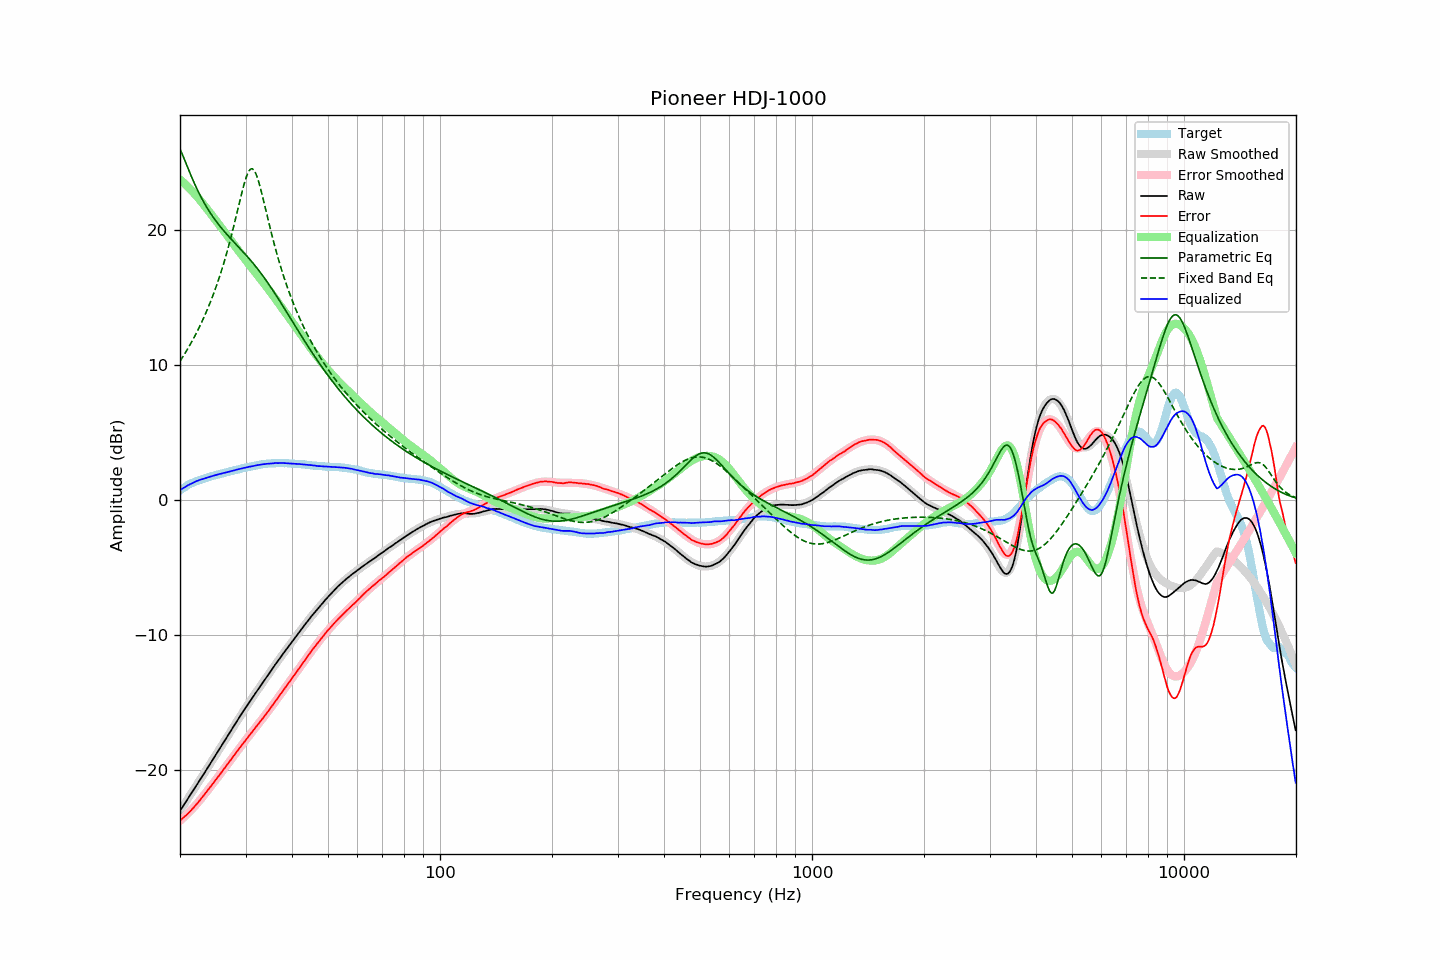 Pioneer HDJ-1000
Target
Raw Smoothed
Error Smoothed
Raw
Error
Equalization
Parametric Eq
Fixed Band Eq
Equalized
20
10
0
−10
−20
Amplitude (dBr)
100
1000
10000
Frequency (Hz)